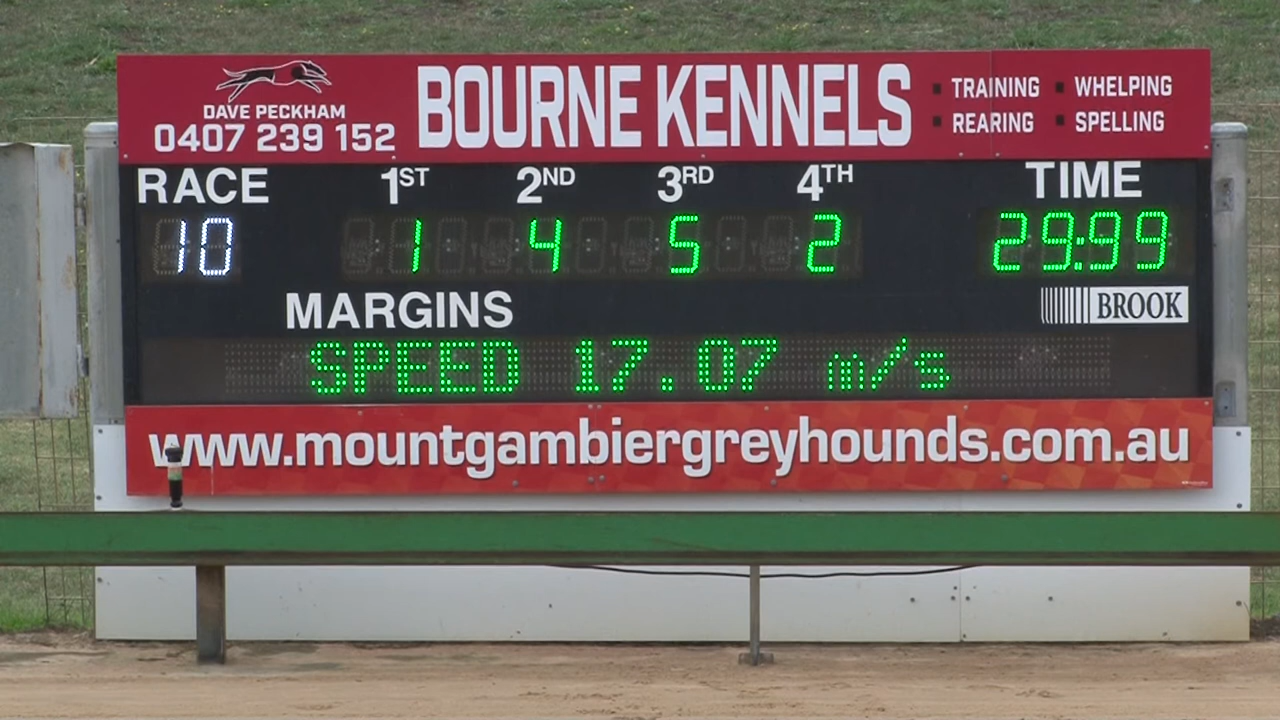 DAVE PECKHAM
0407 239 152
BOURNE KENNELS
TRAINING WHELPING
REARING SPELLING
RACE 1ST 2ND 3RD 4TH TIME
10 1 4 5 2 29:99
MARGINS
BROOK
SPEED 17.07 m/s
www.mountgambiergreyhounds.com.au